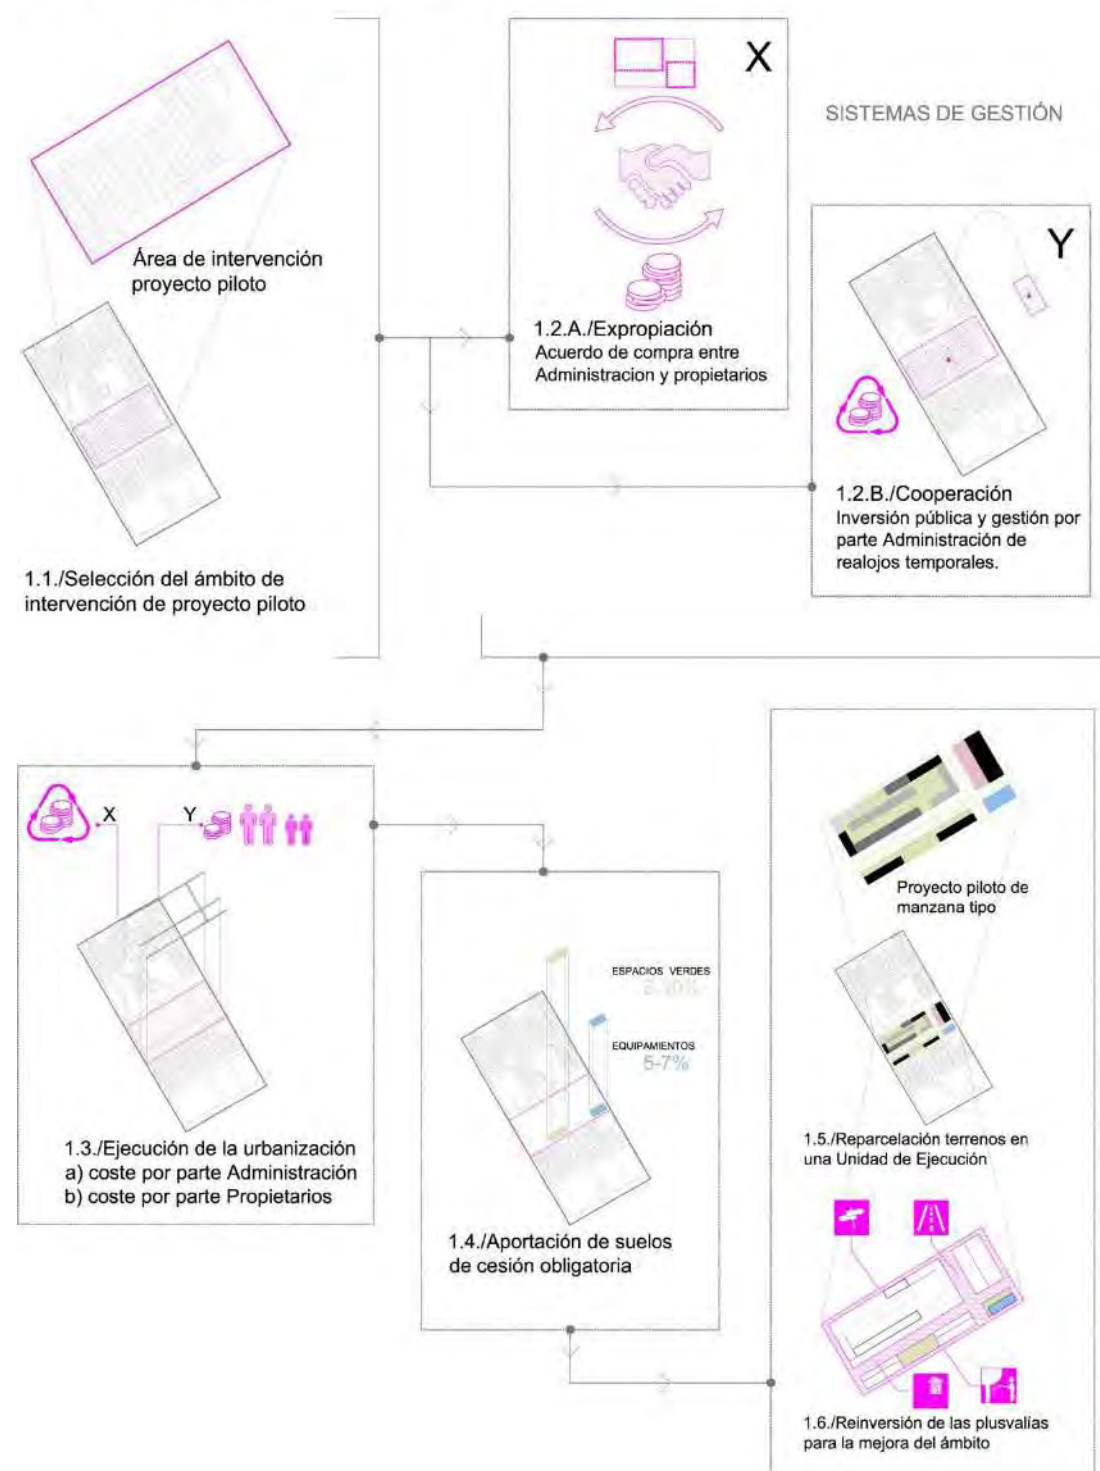 X
SISTEMAS DE GESTIÓN
Área de intervención
proyecto piloto
1.1./Selección del ámbito de
intervención de proyecto piloto
1.2.A./Expropiación
Acuerdo de compra entre
Administracion y propietarios
Y
1.2.B./Cooperación
Inversión pública y gestión por
parte Administración de
realojos temporales.
X
Y
1.3./Ejecución de la urbanización
a) coste por parte Administración
b) coste por parte Propietarios
ESPACIOS VERDES
EQUIPAMIENTOS
5-7%
1.4./Aportación de suelos
de cesión obligatoria
Proyecto piloto de
manzana tipo
1.5./Reparcelación terrenos en
una Unidad de Ejecución
1.6./Reinversión de las plusvalías
para la mejora del ámbito